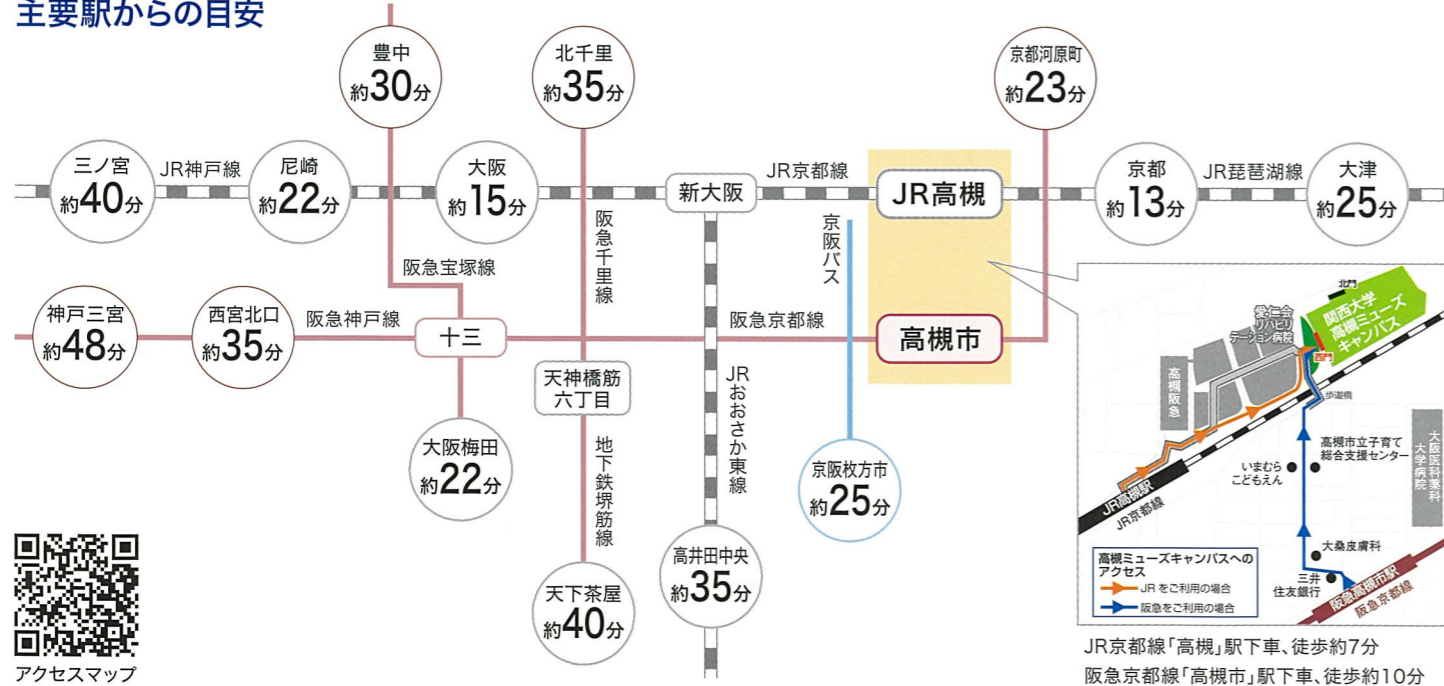 主要駅からの目安
豊中
約30分
北千里
約35分
京都河原町
約23分
三ノ宮
約40分
JR神戸線
尼崎
約22分
大阪
約15分
新大阪
JR京都線
JR高槻
京都
約13分
JR琵琶湖線
大津
約25分
阪急宝塚線
阪急千里線
京阪バス
神戸三宮
約48分
西宮北口
約35分
阪急神戸線
十三
阪急京都線
高槻市
天神橋筋
六丁目
JRおおさか東線
大阪梅田
約22分
地下鉄堺筋線
京阪枚方市
約25分
高井田中央
約35分
天下茶屋
約40分
アクセスマップ
北門
関西大学
高槻ミューズ
キャンパス
愛仁会
リハビリ
テーション病院
西門
高槻阪急
歩道橋
大阪医科薬科
大学病院
高槻市立子育て
総合支援センター
いまむら
こどもえん
JR高槻駅
JR京都線
大桑皮膚科
三井
住友銀行
阪急高槻市駅
阪急京都線
高槻ミューズキャンパスへの
アクセス
JRをご利用の場合
阪急をご利用の場合
JR京都線「高槻」駅下車、徒歩約7分
阪急京都線「高槻市」駅下車、徒歩約10分